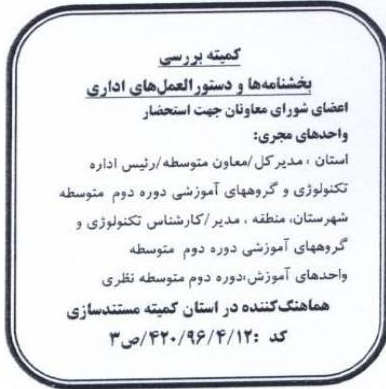 کمیته بررسی
بخشنامه‌ها و دستورالعمل‌های اداری
اعضای شورای معاونان جهت استحضار
واحدهای مجری:
استان ، مدیرکل/معاون متوسطه/رئیس اداره
تکنولوژی و گروههای آموزشی دوره دوم متوسطه
شهرستان، منطقه ، مدیر/کارشناس تکنولوژی و
گروههای آموزشی دوره دوم متوسطه
واحدهای آموزش،دوره دوم متوسطه نظری
هماهنگ‌کننده در استان کمیته مستندسازی
کد :۴۲۰/۹۶/۴/۱۲/ص۳